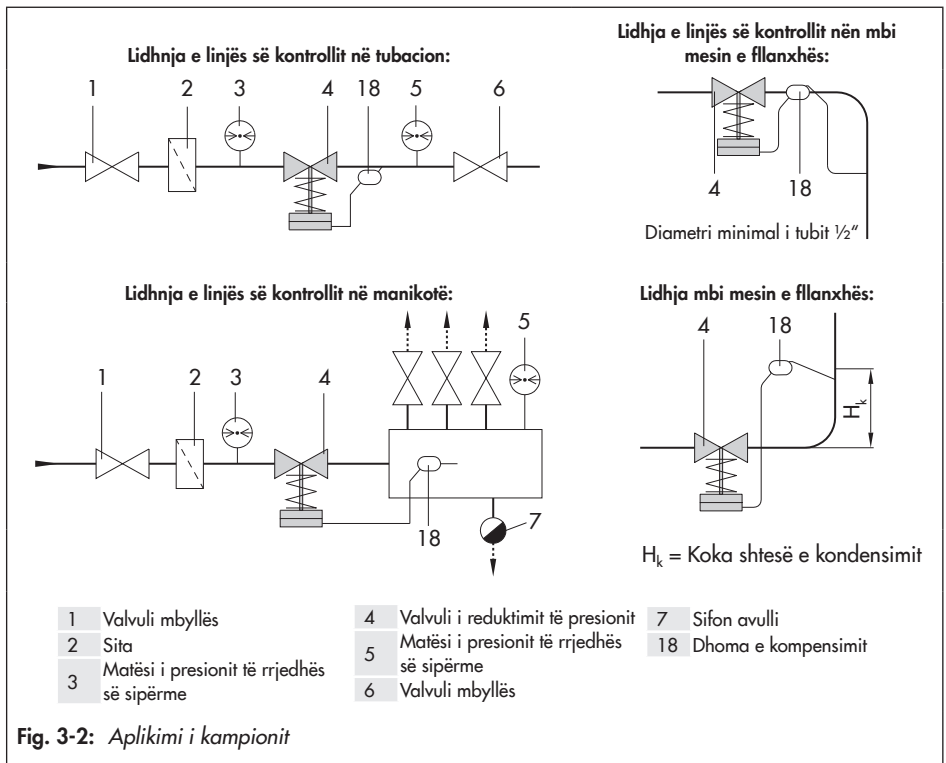 Lidhnja e linjës së kontrollit në tubacion:
1 2 3 4 18 5 6
Lidhja e linjës së kontrollit nën mbi
mesin e fllanxhës:
4 18
Diametri minimal i tubit ½“
Lidhnja e linjës së kontrollit në manikotë:
1 2 3 4 5
18 7
Lidhja mbi mesin e fllanxhës:
4 18
Hk
Hk = Koka shtesë e kondensimit
1 Valvuli mbyllës
2 Sita
3 Matësi i presionit të rrjedhës
së sipërme
4 Valvuli i reduktimit të presionit
5 Matësi i presionit të rrjedhës
së sipërme
6 Valvuli mbyllës
7 Sifon avulli
18 Dhoma e kompensimit
Fig. 3-2: Aplikimi i kampionit